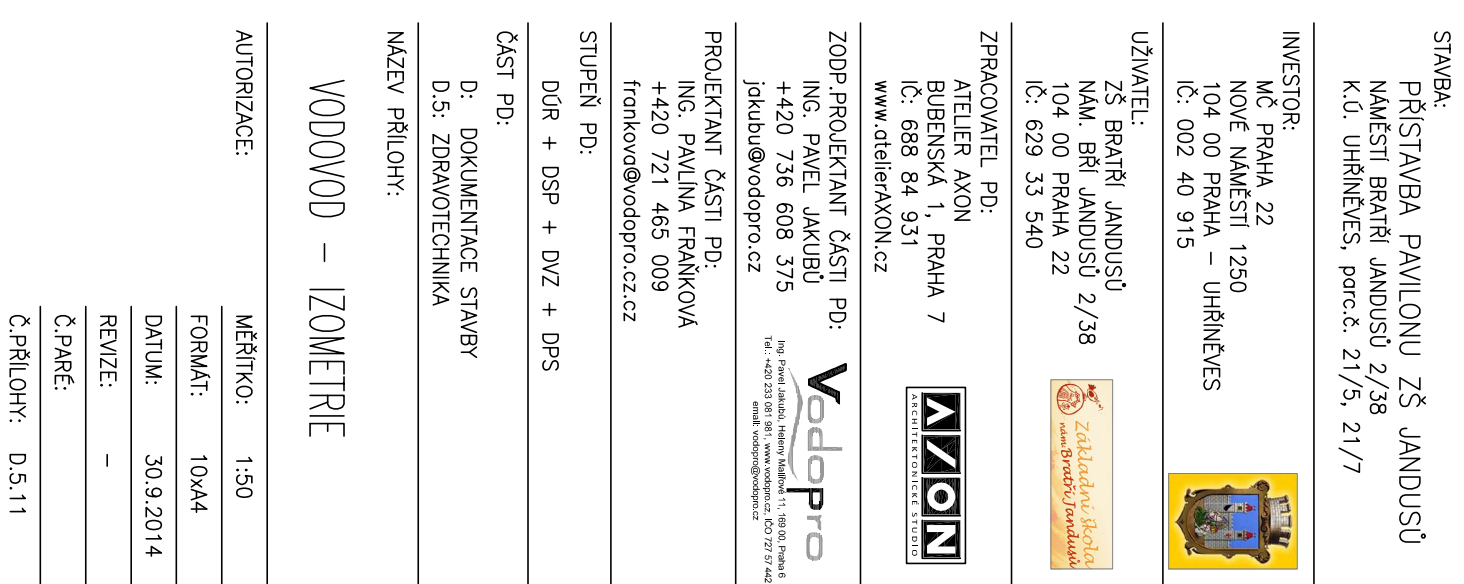 STAVBA:
PŘÍSTAVBA PAVILONU ZŠ JANDUSŮ
NÁMĚSTÍ BRATŘÍ JANDUSŮ 2/38
K.Ú. UHŘÍNĚVES, parc.č. 21/5, 21/7
INVESTOR:
MČ PRAHA 22
NOVÉ NÁMĚSTÍ 1250
104 00 PRAHA – UHŘÍNĚVES
IČ: 002 40 915
UŽIVATEL:
ZŠ BRATŘÍ JANDUSŮ
NÁM. BŘÍ JANDUSŮ 2/38
104 00 PRAHA 22
IČ: 629 33 540
Základní škola
nám. Bratří Jandusů
ZPRACOVATEL PD:
ATELIER AXON
BUBENSKÁ 1, PRAHA 7
IČ: 688 84 931
www.atelierAXON.cz
AXON
ARCHITEKTONICKÉ STUDIO
ZODP.PROJEKTANT ČÁSTI PD:
ING. PAVEL JAKUBŮ
+420 736 608 375
jakubu@vodopro.cz
VodoPro
Ing. Pavel Jakubů, Heleny Malířové 11, 169 00, Praha 6
Tel.: +420 233 081 981, www.vodopro.cz, IČO 727 57 442
email: vodopro@vodopro.cz
PROJEKTANT ČÁSTI PD:
ING. PAVLÍNA FRAŇKOVÁ
+420 721 465 009
frankova@vodopro.cz.cz
STUPEŇ PD:
DÚR + DSP + DVZ + DPS
ČÁST PD:
D: DOKUMENTACE STAVBY
D.5: ZDRAVOTECHNIKA
NÁZEV PŘÍLOHY:
VODOVOD – IZOMETRIE
AUTORIZACE:
MĚŘÍTKO: 1:50
FORMÁT: 10xA4
DATUM: 30.9.2014
REVIZE: –
Č.PARÉ:
Č.PŘÍLOHY: D.5.11